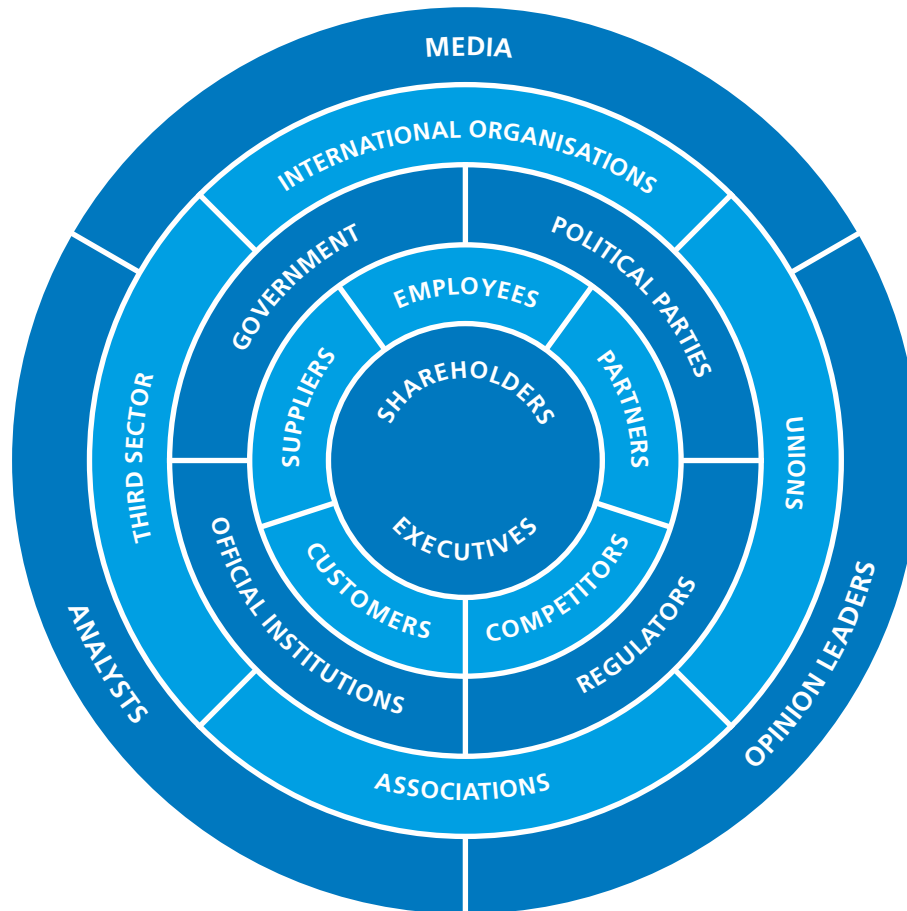 MEDIA
INTERNATIONAL ORGANISATIONS
GOVERNMENT
POLITICAL PARTIES
EMPLOYEES
SUPPLIERS
PARTNERS
SHAREHOLDERS
EXECUTIVES
THIRD SECTOR
UNIONS
CUSTOMERS
COMPETITORS
OFFICIAL INSTITUTIONS
REGULATORS
ASSOCIATIONS
ANALYSTS
OPINION LEADERS